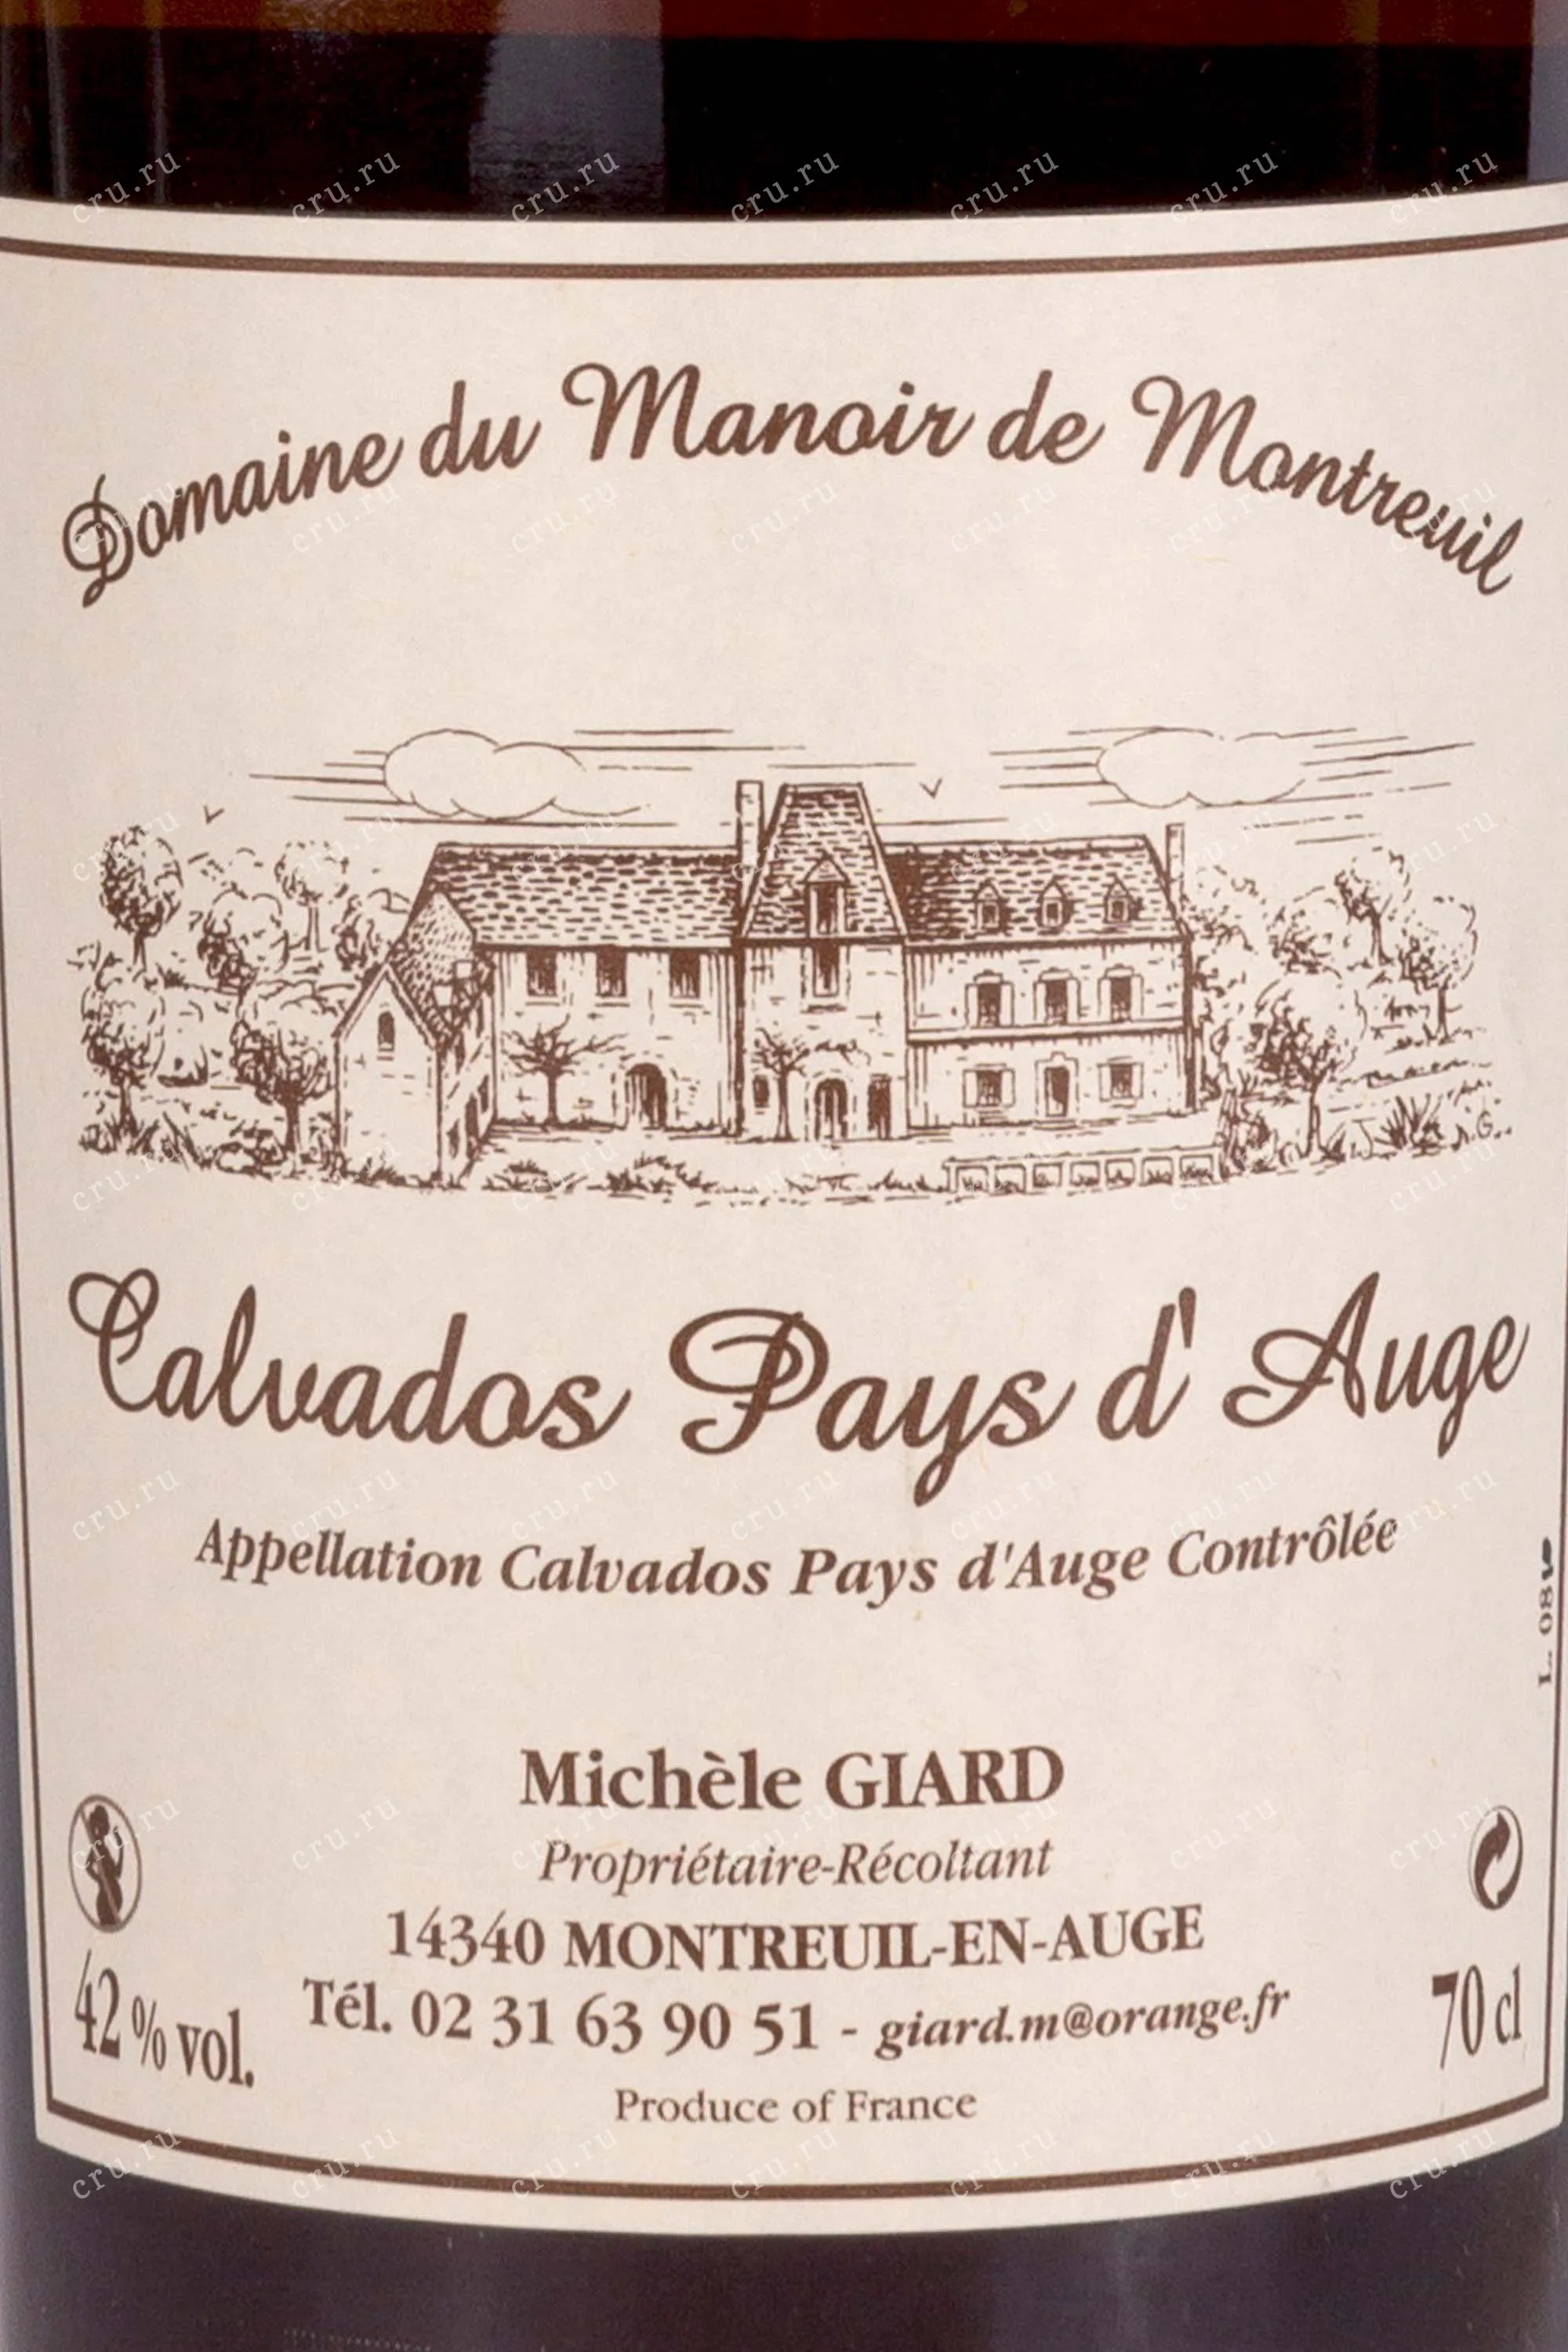 Domaine du Manoir de Montreuil
J.G.
Calvados Pays d'Auge
Appellation Calvados Pays d'Auge Contrôlée
Michèle GIARD
Propriétaire-Récoltant
14340 MONTREUIL-EN-AUGE
Tél. 02 31 63 90 51 - giard.m@orange.fr
42 % vol.
70 cl
Produce of France
cru.ru